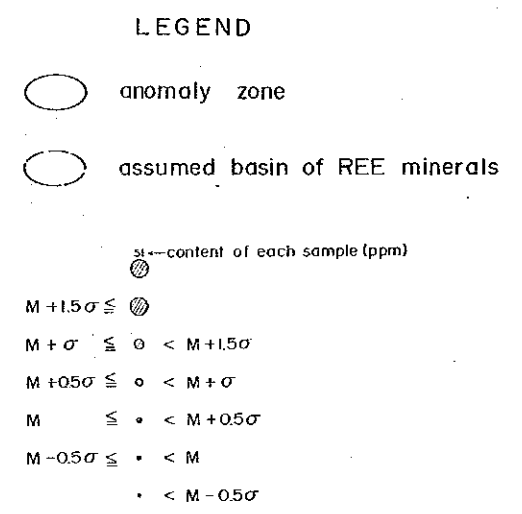 LEGEND
anomaly zone
assumed basin of REE minerals
51←content of each sample (ppm)
M+1.5σ ≦
M+σ ≦ < M+1.5σ
M+0.5σ ≦ < M+σ
M ≦ < M+0.5σ
M-0.5σ ≦ < M
< M-0.5σ